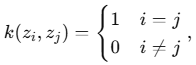 k(z_i, z_j) = { 1 i = j
0 i ≠ j ,